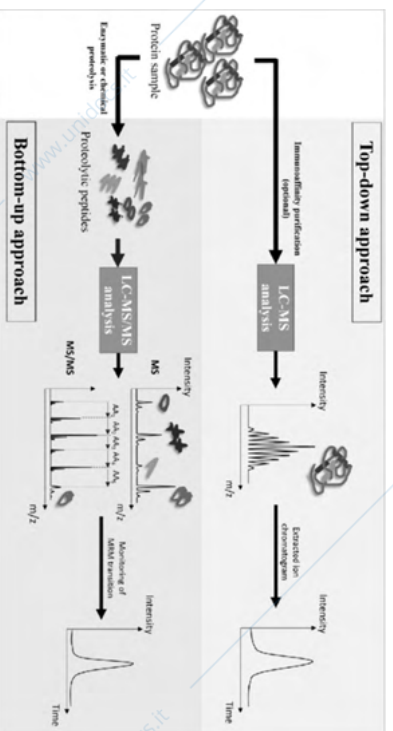 Top-down approach
Protein sample
Immunoaffinity purification
(optional)
LC-MS
analysis
Intensity
m/z
Extracted ion
chromatogram
Intensity
Time
Enzymatic or chemical
proteolysis
Proteolytic peptides
LC-MS/MS
analysis
Intensity
MS
m/z
MS/MS
m/z
Monitoring of
MRM transition
Intensity
Time
Bottom-up approach